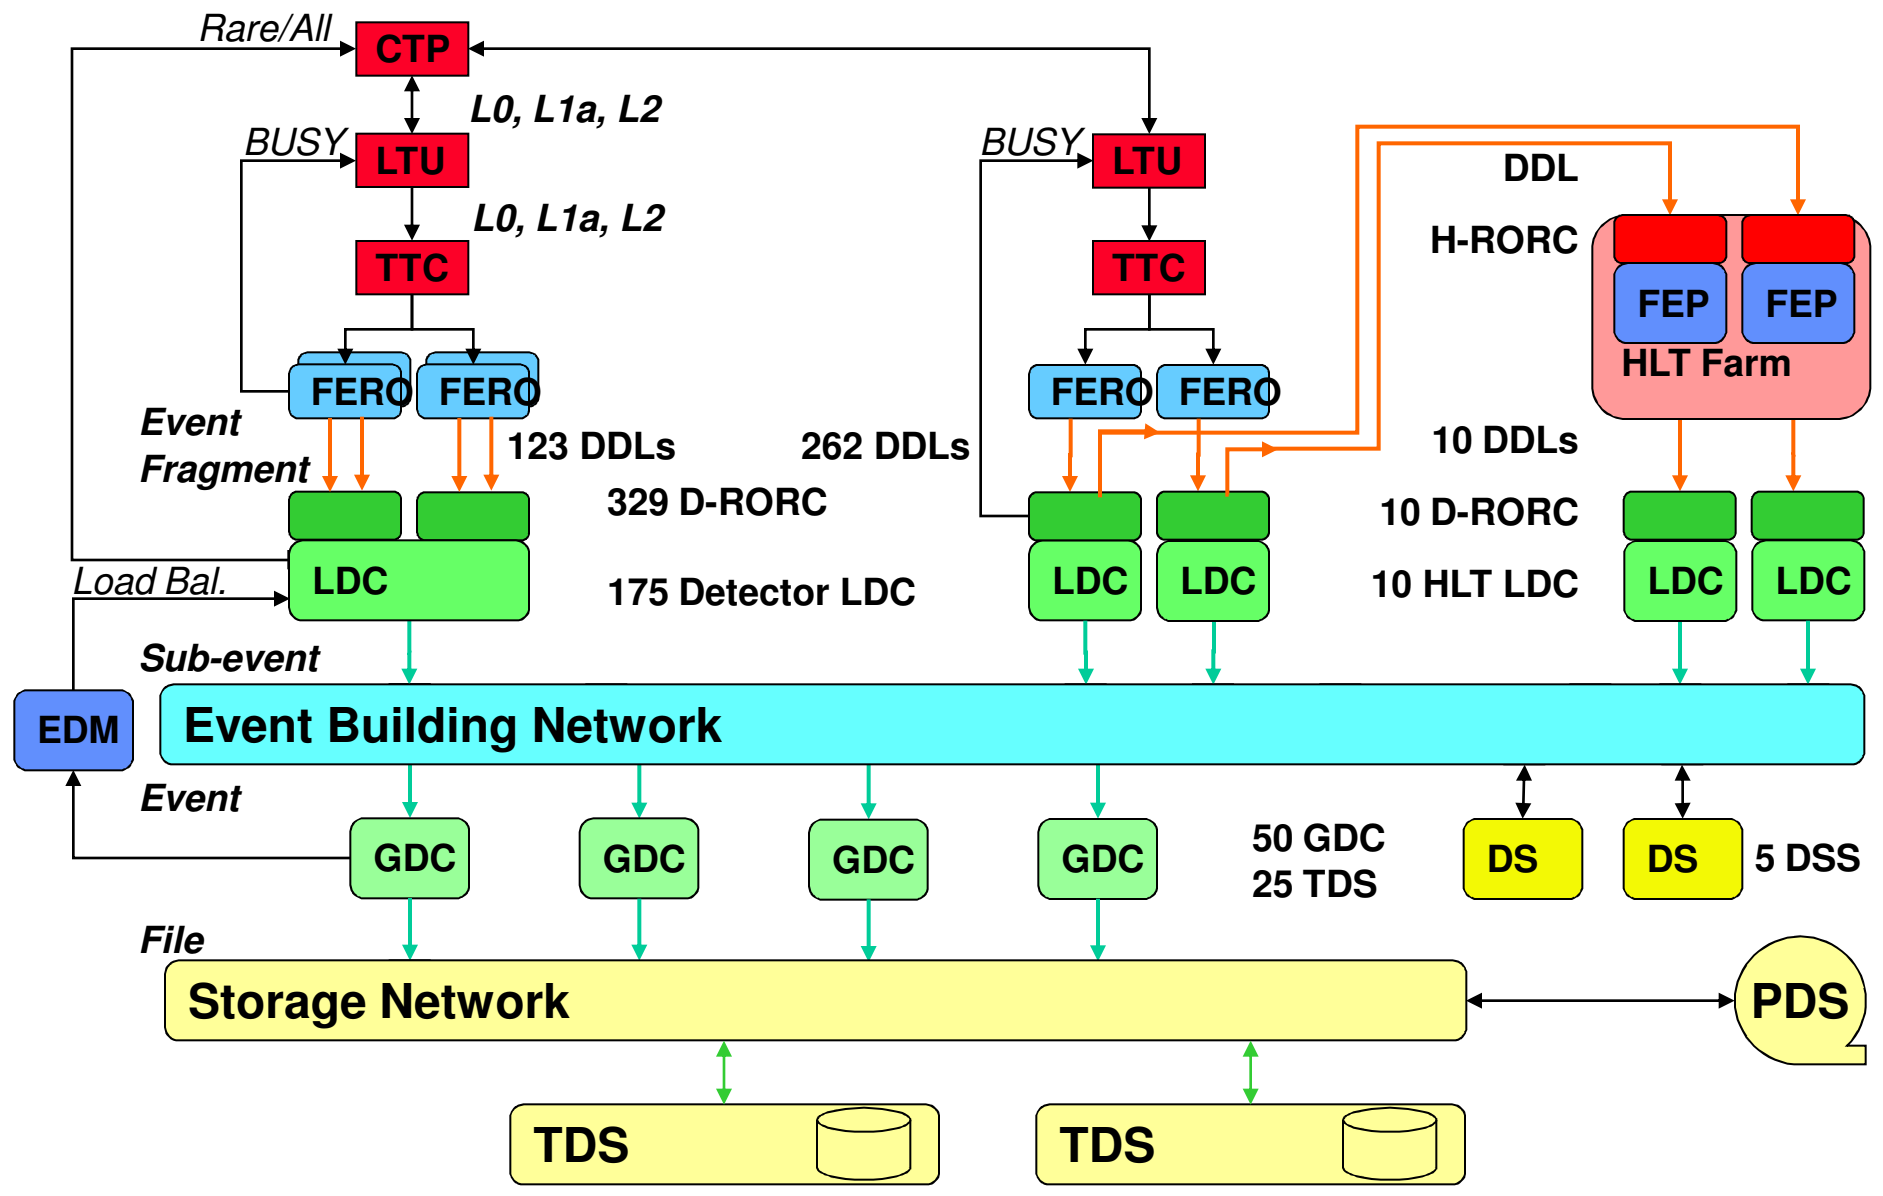 Rare/All
CTP
L0, L1a, L2
BUSY
LTU
BUSY
LTU
DDL
L0, L1a, L2
H-RORC
TTC
TTC
FEP
FEP
HLT Farm
FERO
FERO
FERO
FERO
Event
Fragment
123 DDLs
262 DDLs
10 DDLs
329 D-RORC
10 D-RORC
Load Bal.
LDC
175 Detector LDC
LDC
LDC
10 HLT LDC
LDC
LDC
Sub-event
EDM
Event Building Network
Event
GDC
GDC
GDC
GDC
50 GDC
25 TDS
DS
DS
5 DSS
File
Storage Network
PDS
TDS
TDS